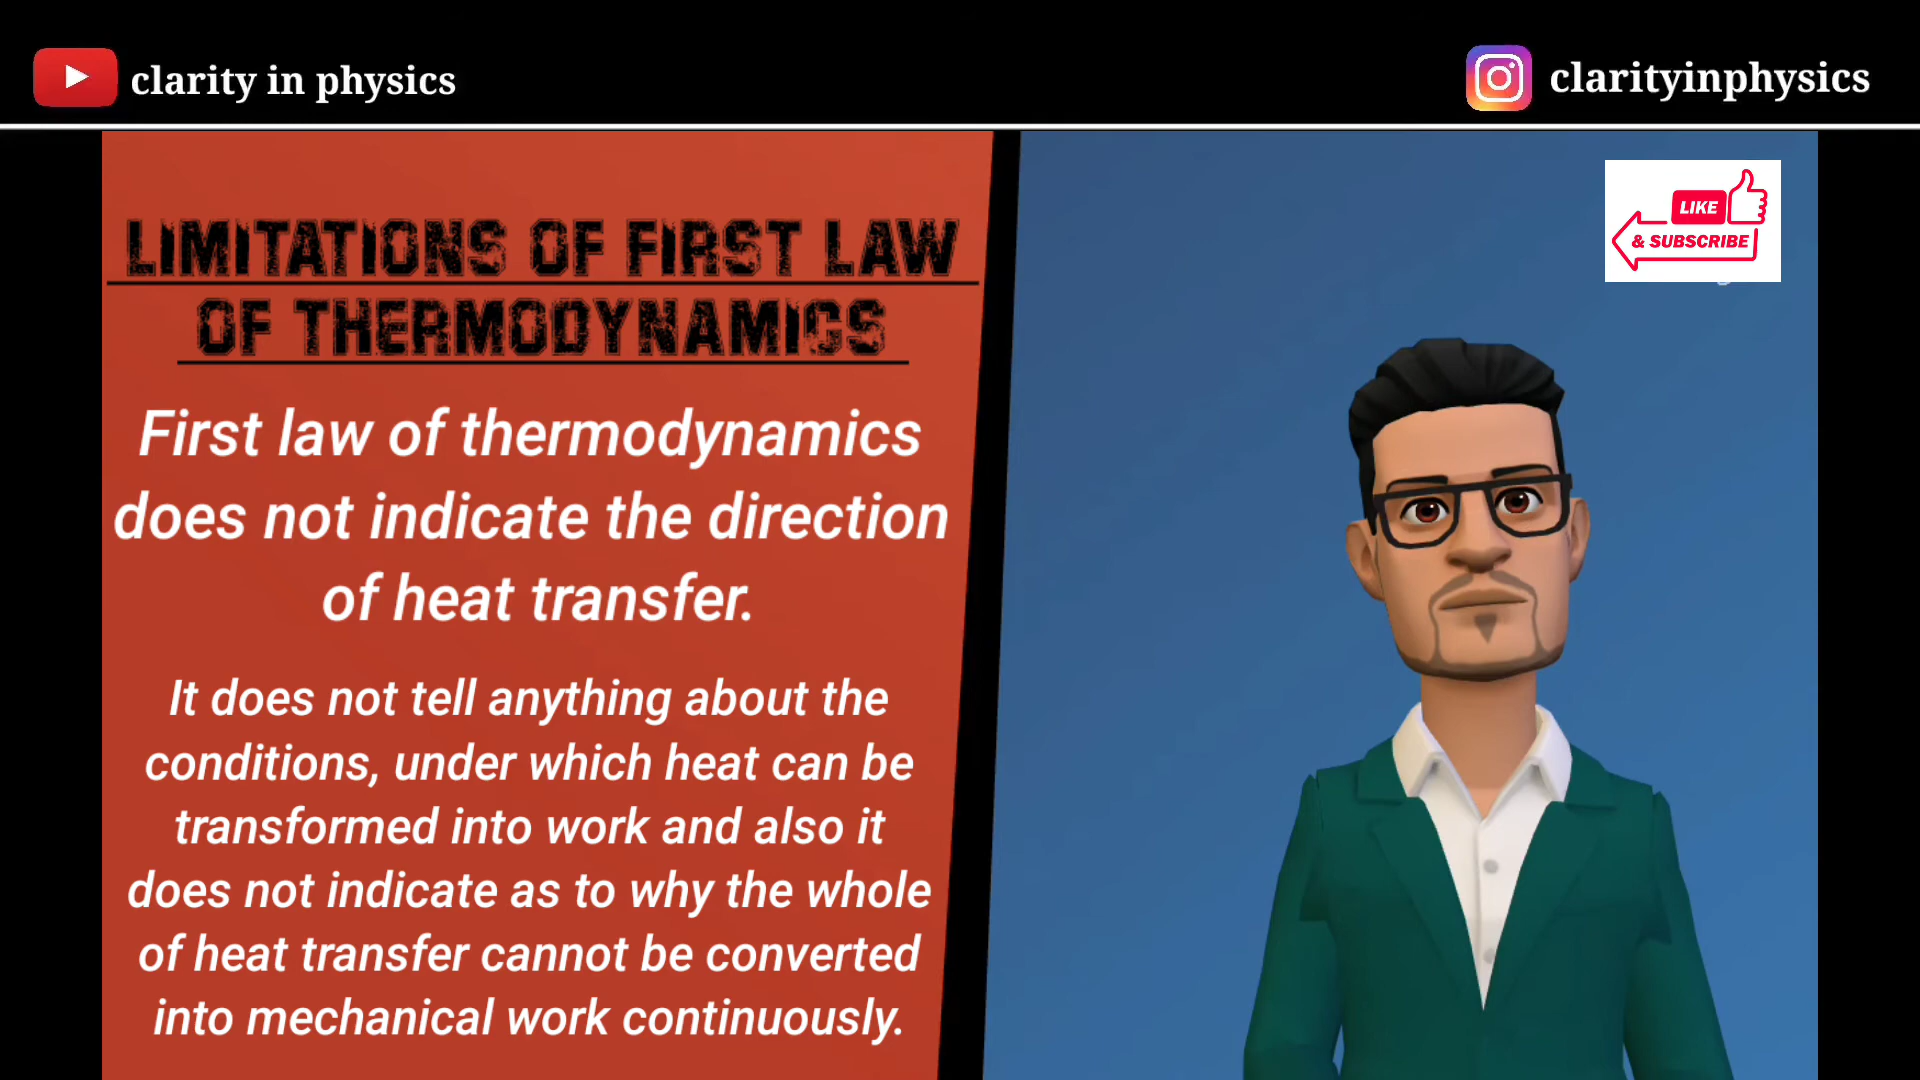 clarity in physics
clarityinphysics
LIKE
& SUBSCRIBE
LIMITATIONS OF FIRST LAW
OF THERMODYNAMICS
First law of thermodynamics
does not indicate the direction
of heat transfer.
It does not tell anything about the
conditions, under which heat can be
transformed into work and also it
does not indicate as to why the whole
of heat transfer cannot be converted
into mechanical work continuously.